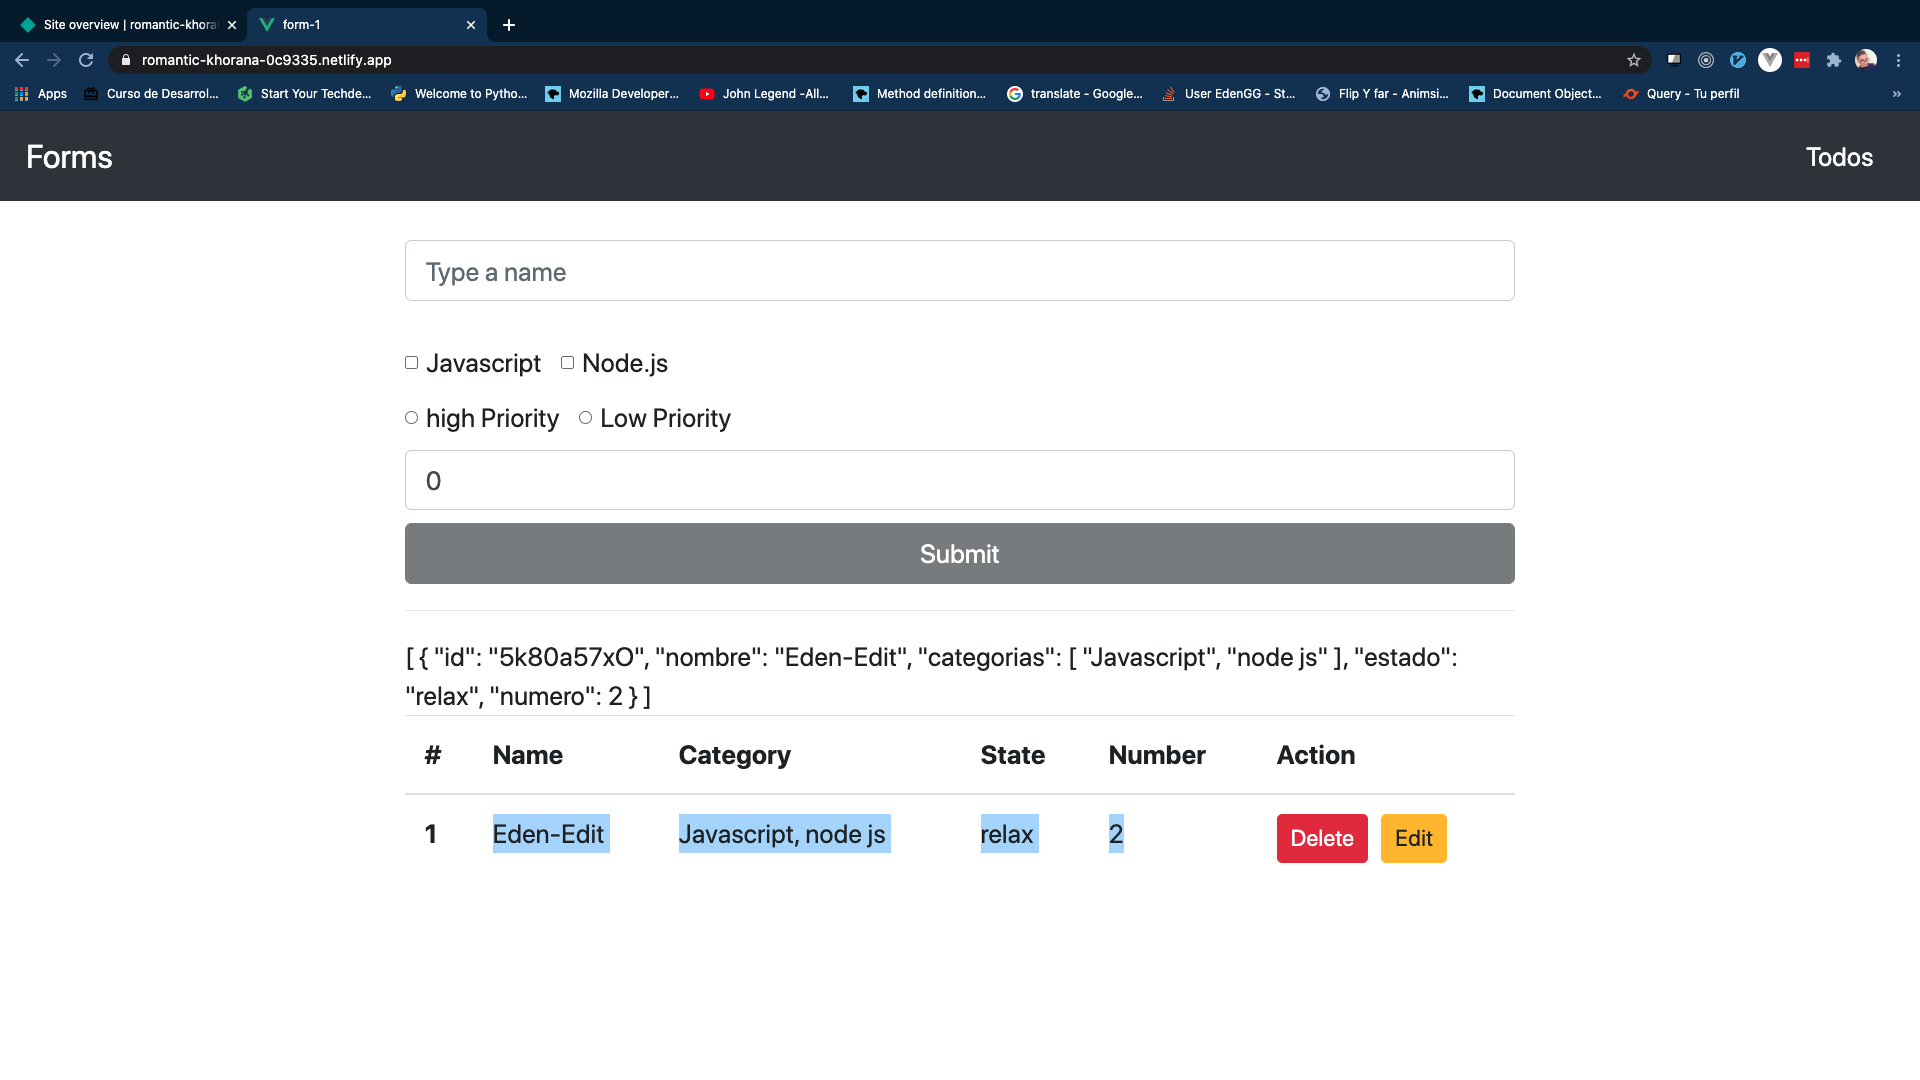 Site overview | romantic-khora
form-1
romantic-khorana-0c9335.netlify.app
Apps
Curso de Desarrol...
Start Your Techde...
Welcome to Pytho...
Mozilla Developer...
John Legend -All...
Method definition...
translate - Google...
User EdenGG - St...
Flip Y far - Animsi...
Document Object...
Query - Tu perfil
»
Forms
Todos
Type a name
Javascript Node.js
high Priority Low Priority
0
Submit
[ { "id": "5k80a57xO", "nombre": "Eden-Edit", "categorias": [ "Javascript", "node js" ], "estado":
"relax", "numero": 2 } ]
# Name Category State Number Action
1 Eden-Edit Javascript, node js relax 2 Delete Edit